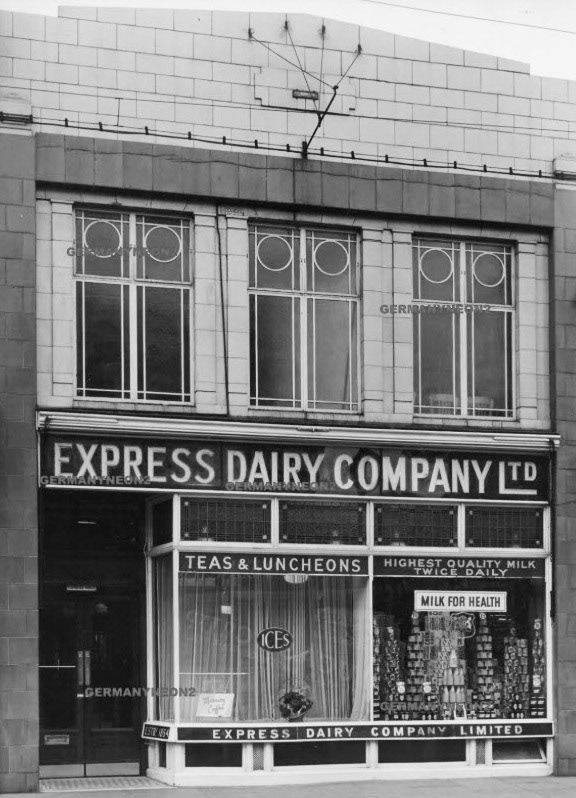 GERMANYNEON2
GERMANYNEON2
EXPRESS DAIRY COMPANY LTD
GERMANYNEON2
GERMANYNEON2
TEAS & LUNCHEONS
HIGHEST QUALITY MILK
TWICE DAILY
MILK FOR HEALTH
ICES
GERMANYNEON2
GERMANYNEON2
ESTD 1864
EXPRESS DAIRY COMPANY LIMITED